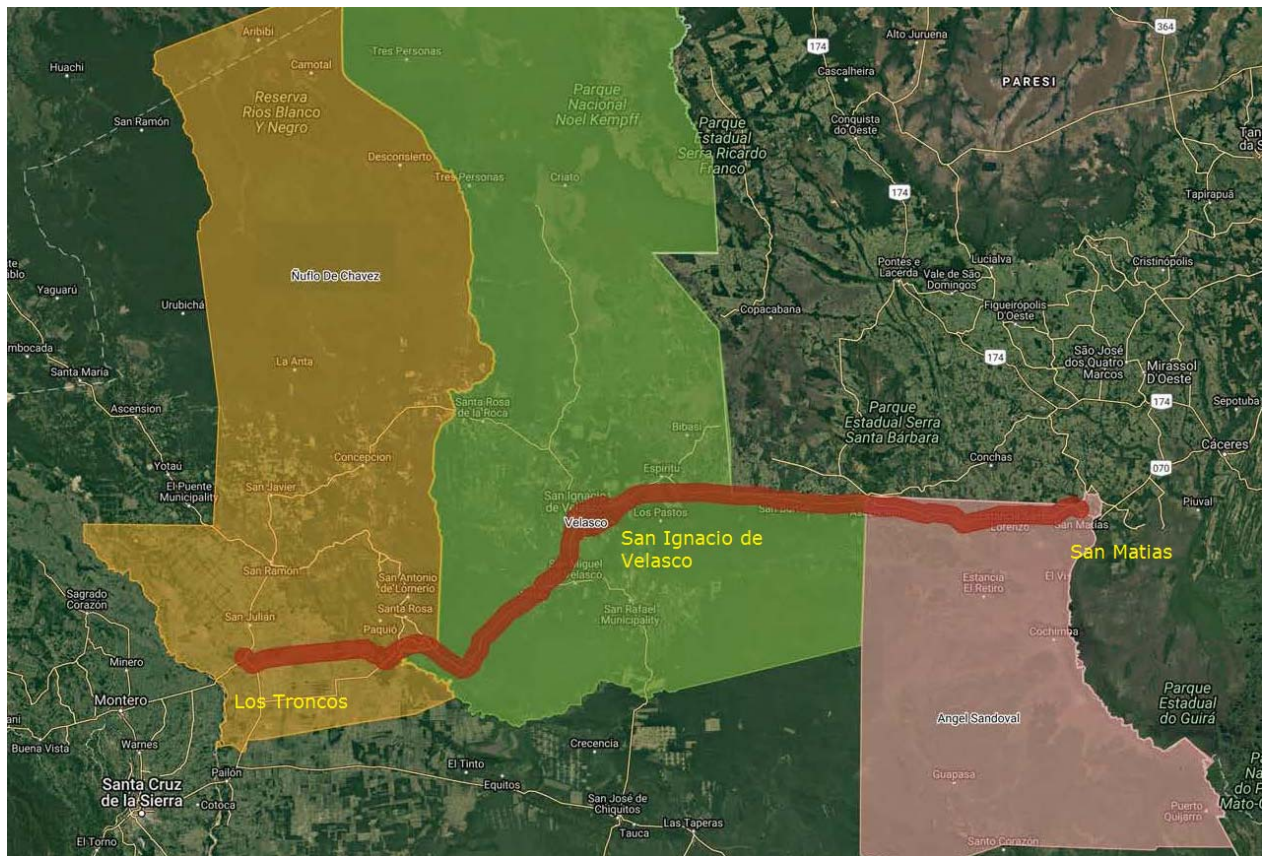 174
364
Aribibi
Tres Personas
Alto Juruena
Huachi
Camotal
Cascalheira
PARESI
Reserva
Rios Blanco
Y Negro
Parque
Nacional
Noel Kempff
San Ramón
Parque
Estadual
Serra Ricardo
Franco
Conquista
do Oeste
Desconsierto
Tres Personas
Criato
174
Tapirapuã
Ñuflo De Chavez
Pontes e
Lacerda
Lucialva
Vale de São
Domingos
Cristinópolis
Yaguarú
Urubichá
Copacabana
Figueirópolis
D'Oeste
174
São José
dos Quatro
Marcos
Mirassol
D'Oeste
La Anta
Santa María
Ascension
Santa Rosa
de la Roca
Parque
Estadual Serra
Santa Bárbara
174
Sepotuba
Bibasi
Cáceres
Concepcion
Conchas
Yotaú
El Puente
Municipality
San Javier
Espiritu
070
Piuval
San Ignacio
de Velasco
Velasco
Los Pastos
Lorenzo
San Matías
San Ignacio de
Velasco
San Matias
San Ramón
San Antonio
de Lomerio
Estancia
El Retiro
Sagrado
Corazón
Santa Rosa
San Julián
Paquió
San Rafael
Municipality
Cochimba
Minero
Los Troncos
Montero
Parque
Estadual
do Guirá
Angel Sandoval
Buena Vista
Warnes
Crecencia
Pailón
El Tinto
Equitos
Guapasa
Santa Cruz
de la Sierra
Cotoca
San José de
Chiquitos
Tauca
Las Taperas
Puerto
Quijarro
El Torno
Santo Corazón